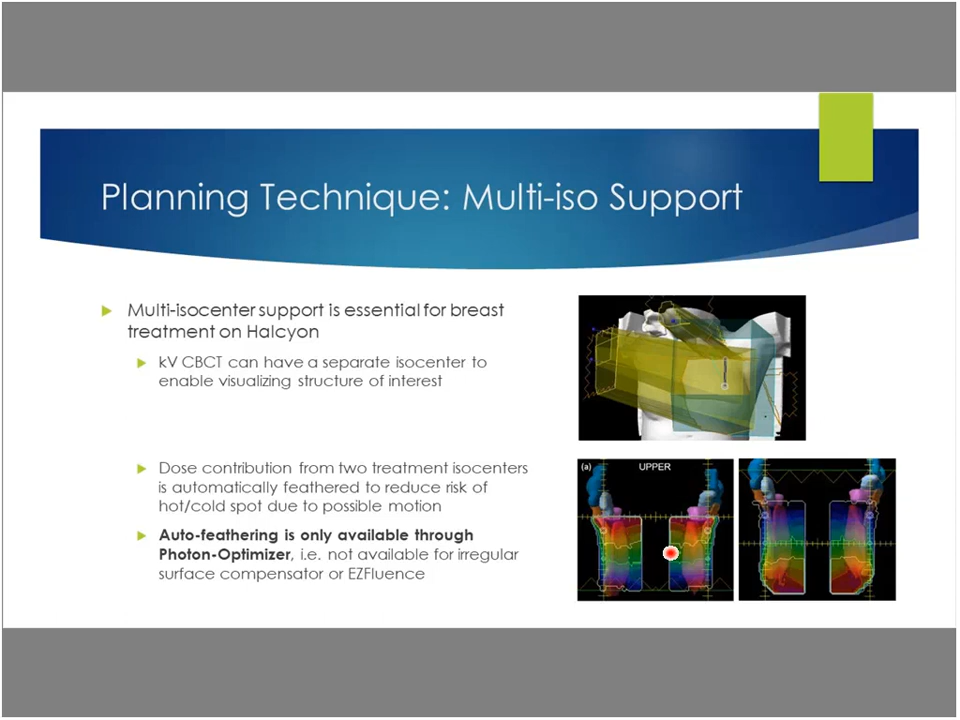 Planning Technique: Multi-iso Support
Multi-isocenter support is essential for breast
treatment on Halcyon
kV CBCT can have a separate isocenter to
enable visualizing structure of interest
Dose contribution from two treatment isocenters
is automatically feathered to reduce risk of
hot/cold spot due to possible motion
Auto-feathering is only available through
Photon-Optimizer, i.e. not available for irregular
surface compensator or EZFluence
(a) UPPER